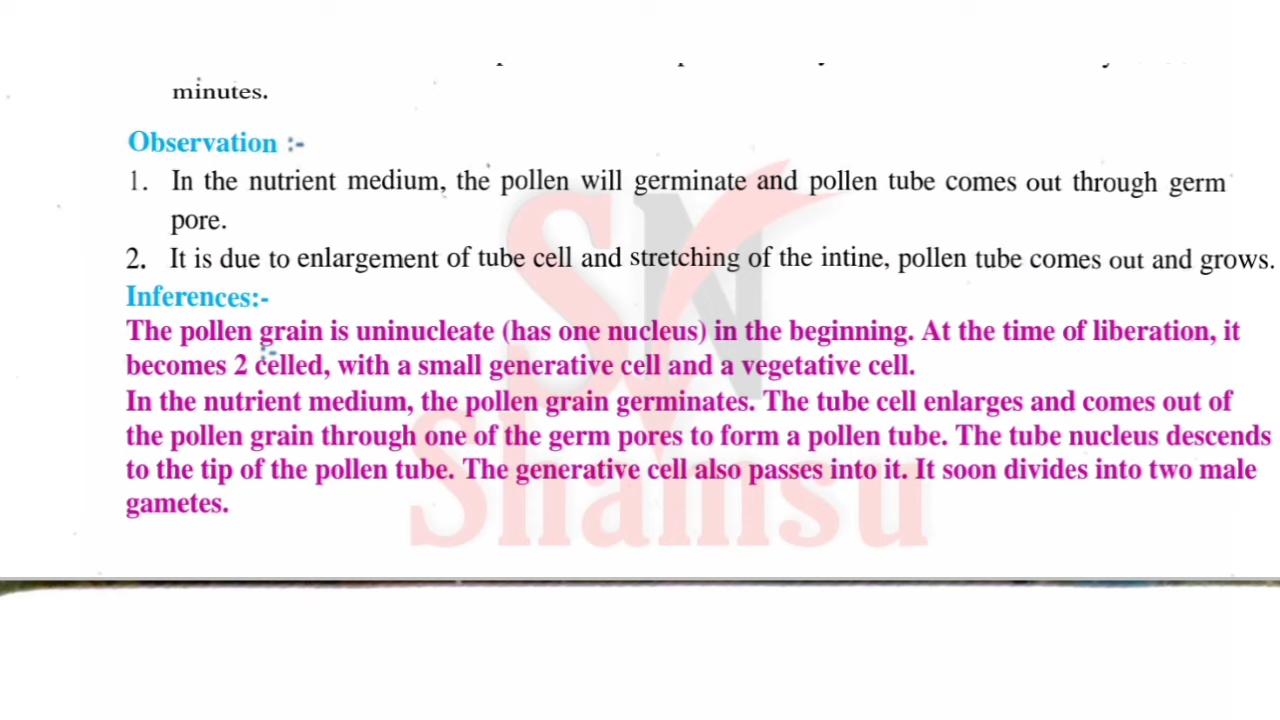 minutes.
Observation :-
1. In the nutrient medium, the pollen will germinate and pollen tube comes out through germ
pore.
2. It is due to enlargement of tube cell and stretching of the intine, pollen tube comes out and grows.
Inferences:-
The pollen grain is uninucleate (has one nucleus) in the beginning. At the time of liberation, it
becomes 2 celled, with a small generative cell and a vegetative cell.
In the nutrient medium, the pollen grain germinates. The tube cell enlarges and comes out of
the pollen grain through one of the germ pores to form a pollen tube. The tube nucleus descends
to the tip of the pollen tube. The generative cell also passes into it. It soon divides into two male
gametes.
SN
Shamsu